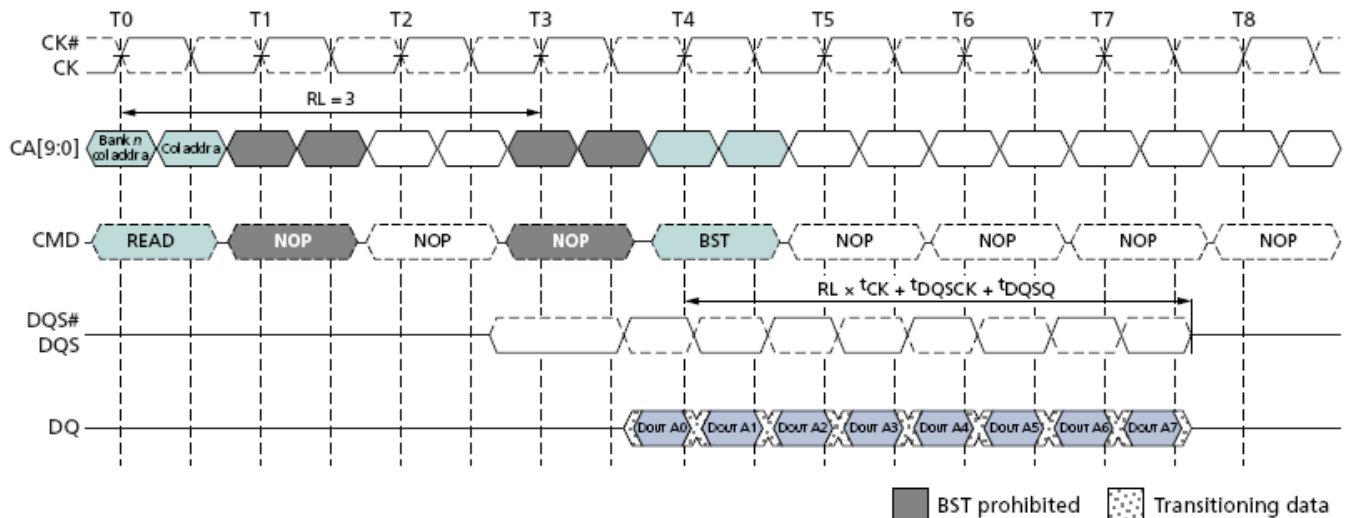 T0 T1 T2 T3 T4 T5 T6 T7 T8
CK#
CK
RL = 3
CA[9:0] Bank n col addr a Col addr a
CMD READ NOP NOP NOP BST NOP NOP NOP NOP
RL × tCK + tDQSCK + tDQSQ
DQS#
DQS
DQ DOUT A0 DOUT A1 DOUT A2 DOUT A3 DOUT A4 DOUT A5 DOUT A6 DOUT A7
BST prohibited Transitioning data